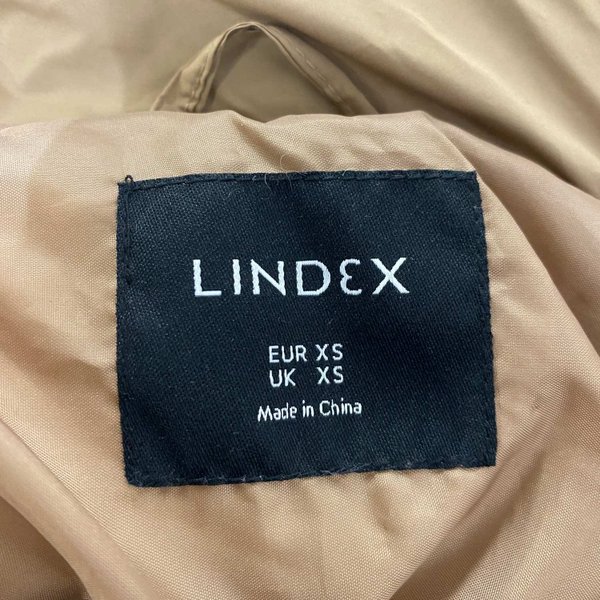 LINDEX
EUR XS
UK XS
Made in China